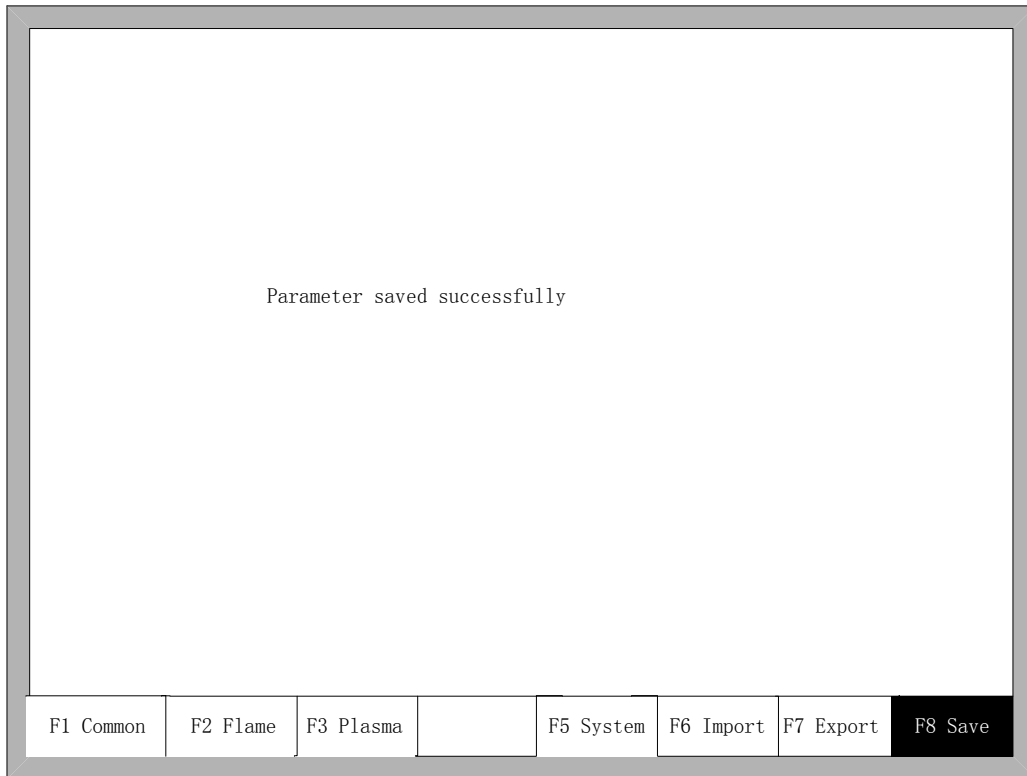 Parameter saved successfully
F1 Common F2 Flame F3 Plasma F5 System F6 Import F7 Export F8 Save